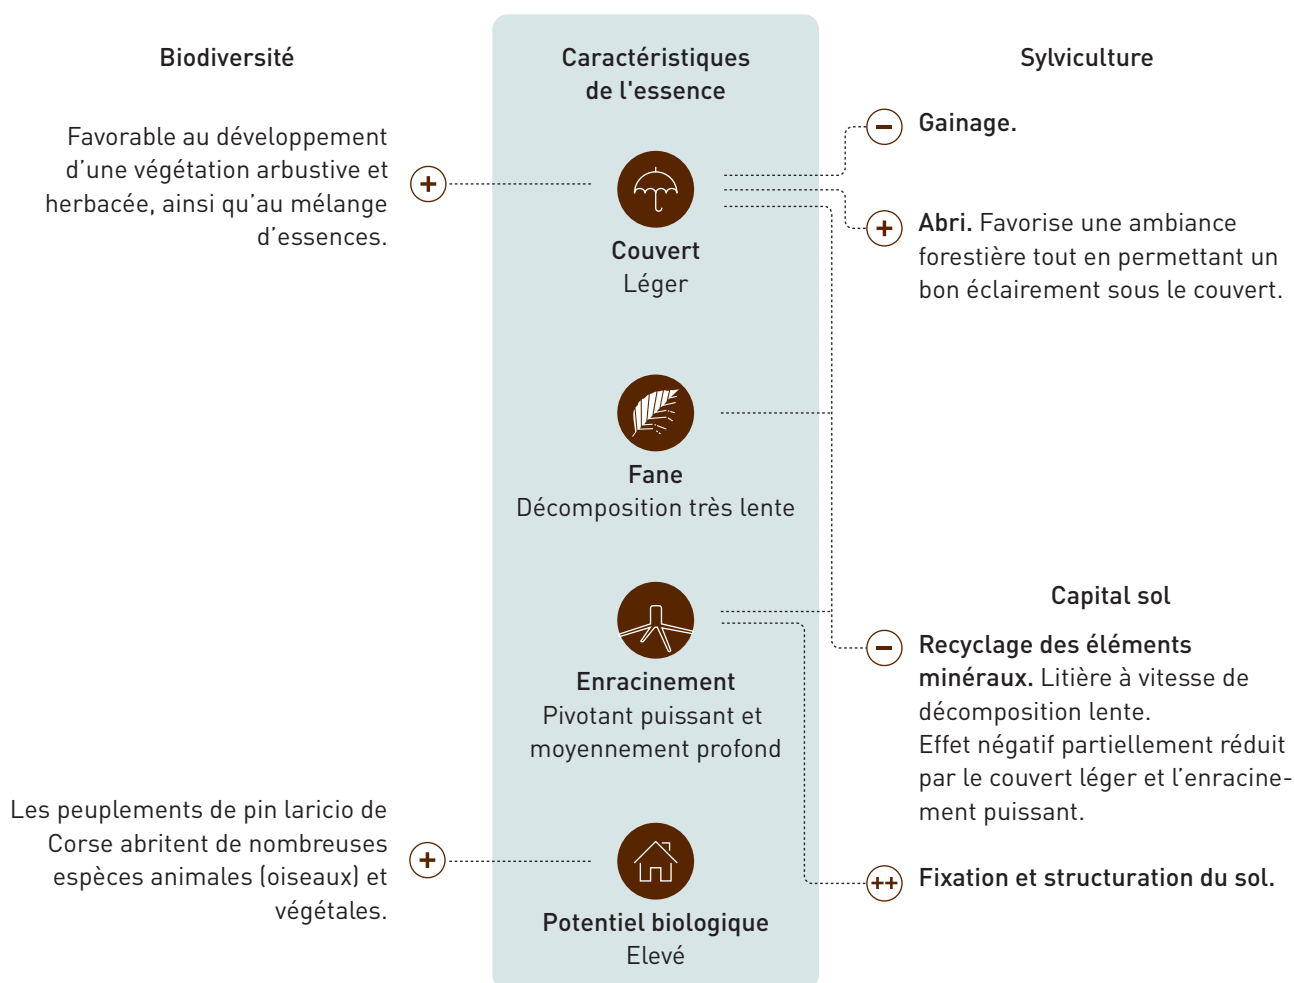 Biodiversité
Favorable au développement
d’une végétation arbustive et
herbacée, ainsi qu’au mélange
d’essences.
+
Les peuplements de pin laricio de
Corse abritent de nombreuses
espèces animales (oiseaux) et
végétales.
+
Caractéristiques
de l'essence
Couvert
Léger
Fane
Décomposition très lente
Enracinement
Pivotant puissant et
moyennement profond
Potentiel biologique
Elevé
Sylviculture
−
Gainage.
+
Abri. Favorise une ambiance
forestière tout en permettant un
bon éclairement sous le couvert.
Capital sol
−
Recyclage des éléments
minéraux. Litière à vitesse de
décomposition lente.
Effet négatif partiellement réduit
par le couvert léger et l’enracine-
ment puissant.
++
Fixation et structuration du sol.